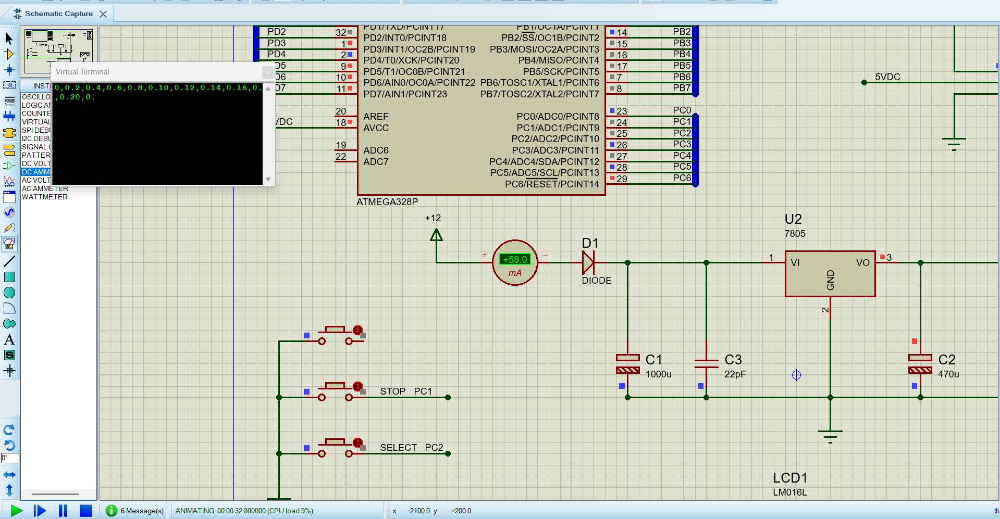 Schematic Capture
Virtual Terminal
0,0.2,0.4,0.6,0.8,0.10,0.12,0.14,0.16,0.
,0.20,0.
INST
OSCILLO
LOGIC AN
COUNTE
VIRTUAL
SPI DEBU
I2C DEBU
SIGNAL G
PATTER
DC VOLT
DC AMM
AC VOLT
AC AMMETER
WATTMETER
LBL
A
S
0°
PD2
PD3
PD4
D5
D6
D7
VDC
32
1
2
9
10
11
20
18
19
22
PD1/TXD/PCINT17
PD2/INT0/PCINT18
PD3/INT1/OC2B/PCINT19
PD4/T0/XCK/PCINT20
PD5/T1/OC0B/PCINT21
PD6/AIN0/OC0A/PCINT22
PD7/AIN1/PCINT23
AREF
AVCC
ADC6
ADC7
PB1/OC1A/PCINT1
PB2/SS/OC1B/PCINT2
PB3/MOSI/OC2A/PCINT3
PB4/MISO/PCINT4
PB5/SCK/PCINT5
PB6/TOSC1/XTAL1/PCINT6
PB7/TOSC2/XTAL2/PCINT7
PC0/ADC0/PCINT8
PC1/ADC1/PCINT9
PC2/ADC2/PCINT10
PC3/ADC3/PCINT11
PC4/ADC4/SDA/PCINT12
PC5/ADC5/SCL/PCINT13
PC6/RESET/PCINT14
14 PB2
15 PB3
16 PB4
17 PB5
7 PB6
8 PB7
23 PC0
24 PC1
25 PC2
26 PC3
27 PC4
28 PC5
29 PC6
ATMEGA328P
5VDC
+12
+ +59.0 −
mA
D1
DIODE
U2
7805
1 VI VO 3
GND
2
C1
1000u
C3
22pF
C2
470u
STOP PC1
SELECT PC2
LCD1
LM016L
6 Message(s)
ANIMATING: 00:00:32.800000 (CPU load 9%)
x: -2100.0 y: +200.0
th